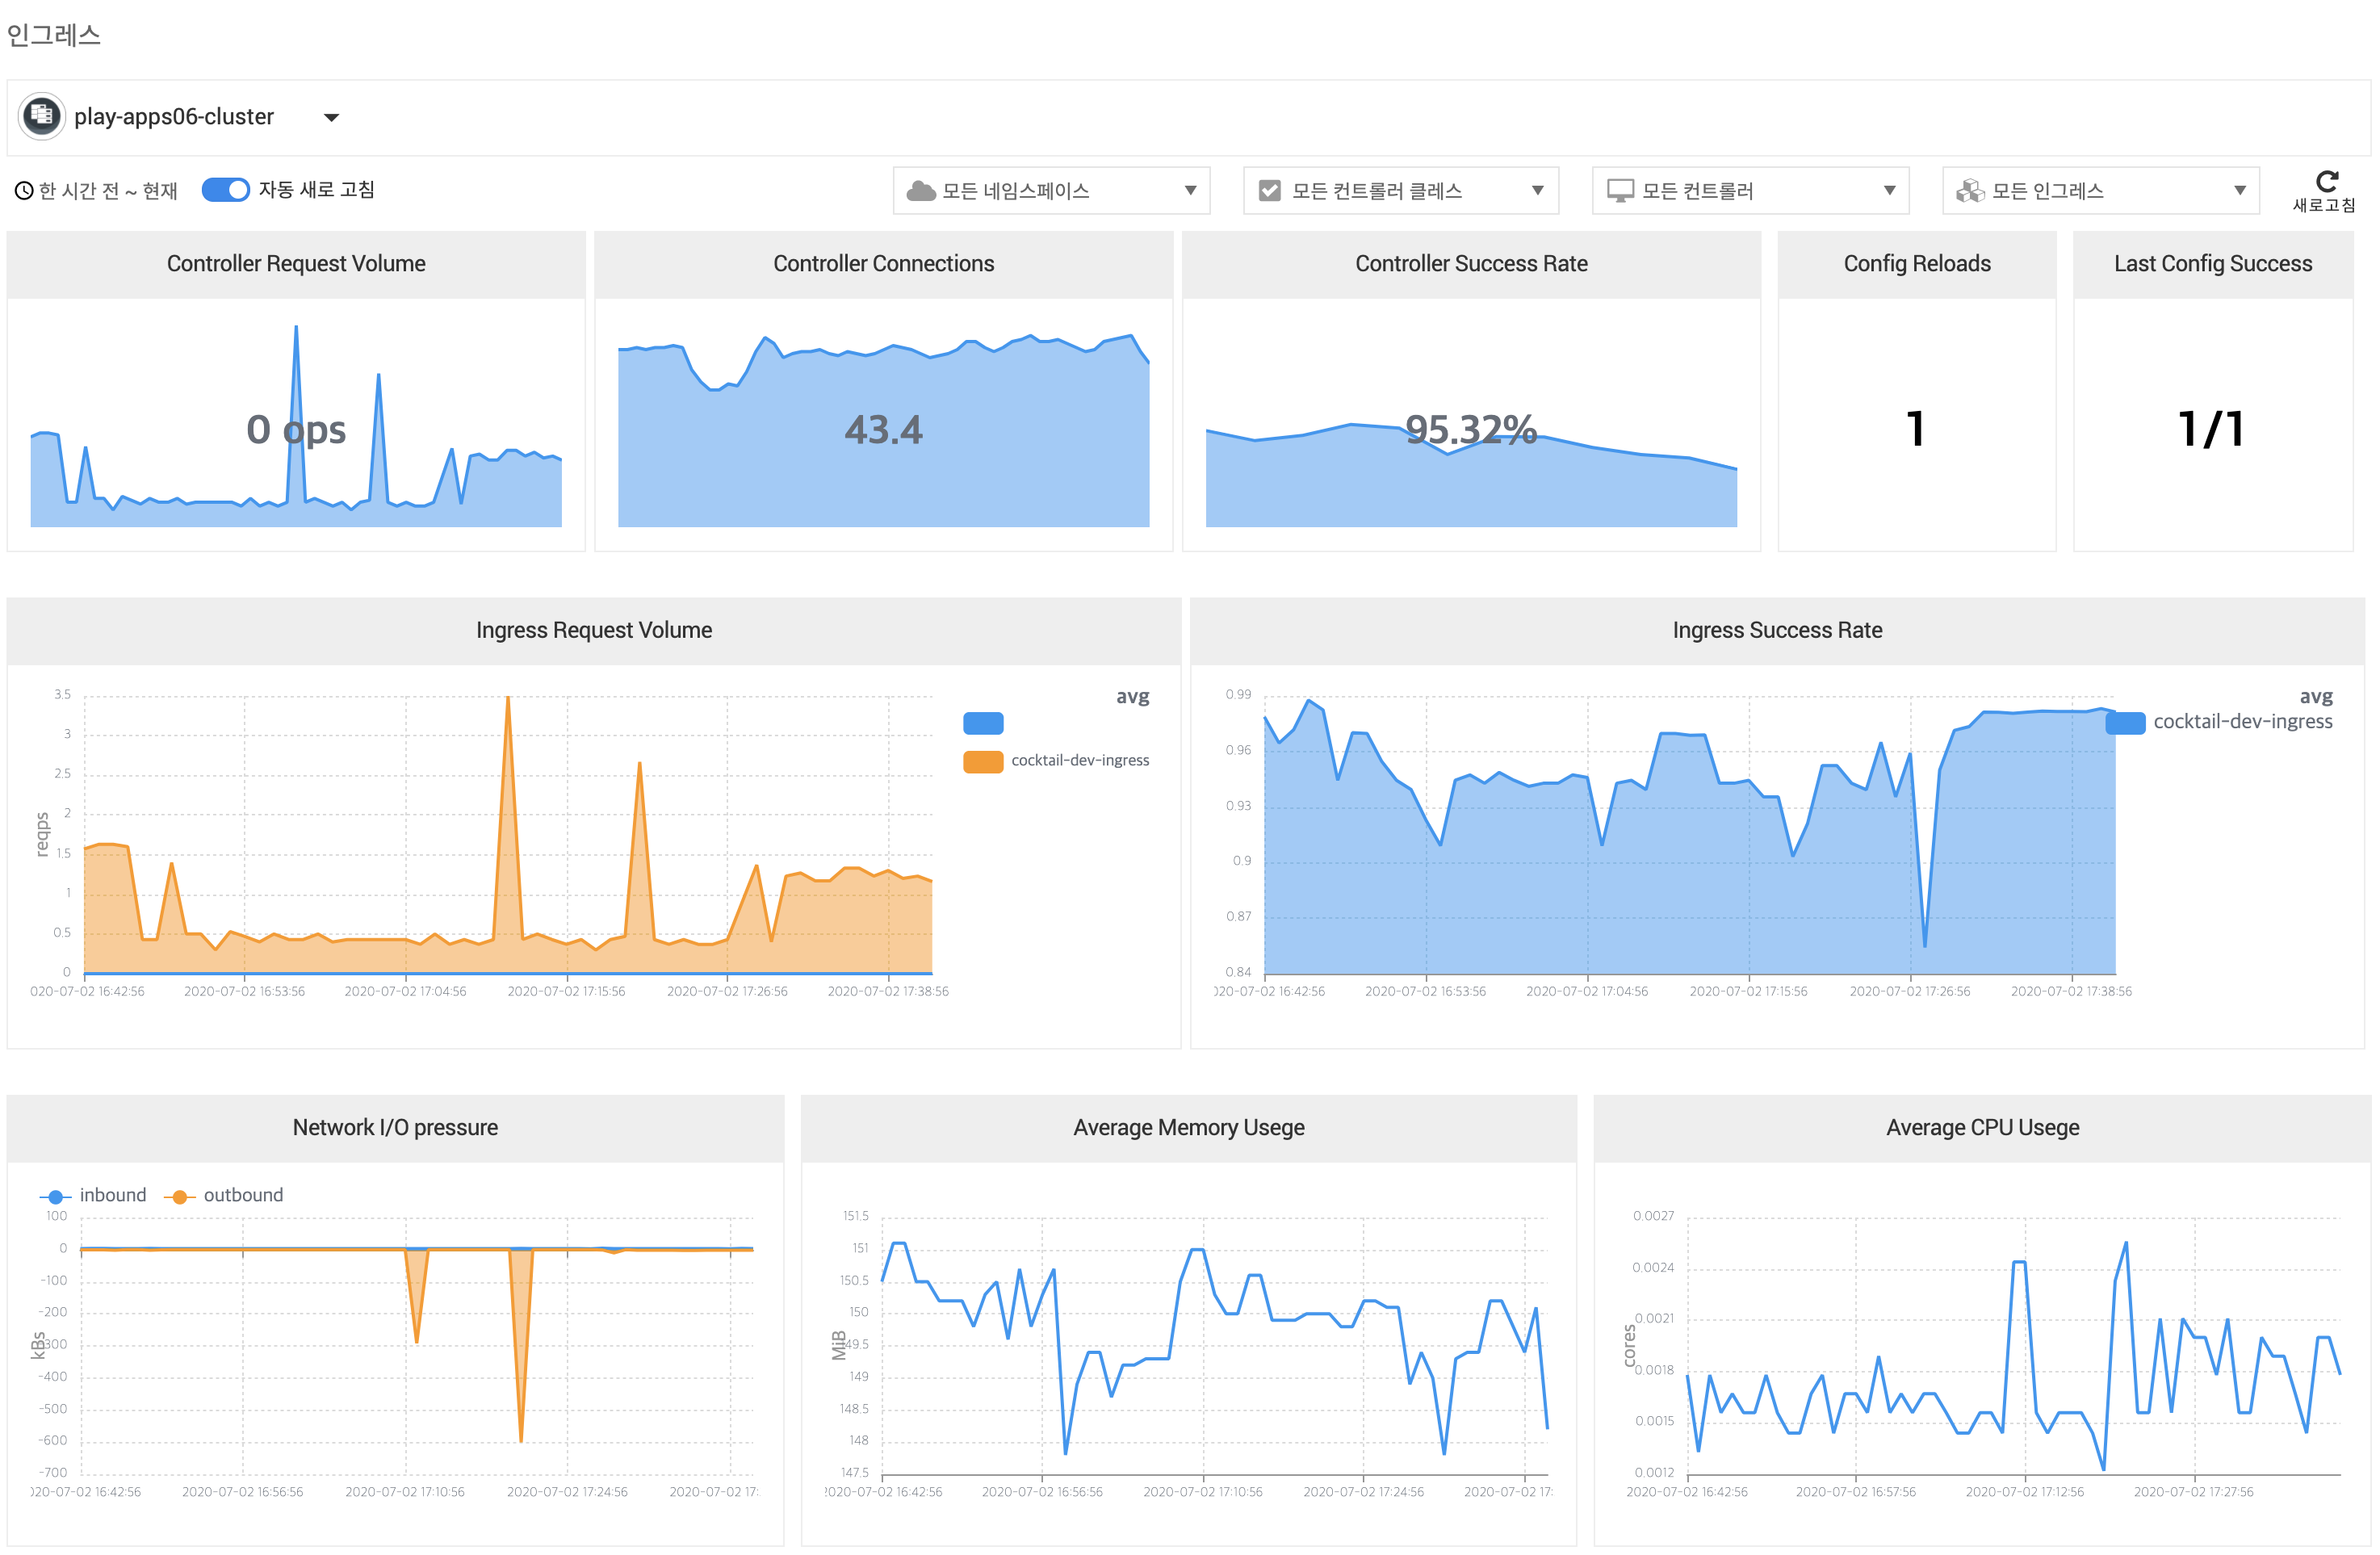 인그레스
play-apps06-cluster
한 시간 전 ~ 현재
자동 새로 고침
모든 네임스페이스
모든 컨트롤러 클레스
모든 컨트롤러
모든 인그레스
새로고침
Controller Request Volume
Controller Connections
Controller Success Rate
Config Reloads
Last Config Success
0 ops
43.4
95.32%
1
1/1
Ingress Request Volume
reqps
3.5
3
2.5
2
1.5
1
0.5
0
020-07-02 16:42:56
2020-07-02 16:53:56
2020-07-02 17:04:56
2020-07-02 17:15:56
2020-07-02 17:26:56
2020-07-02 17:38:56
avg
cocktail-dev-ingress
Ingress Success Rate
0.99
0.96
0.93
0.9
0.87
0.84
020-07-02 16:42:56
2020-07-02 16:53:56
2020-07-02 17:04:56
2020-07-02 17:15:56
2020-07-02 17:26:56
2020-07-02 17:38:56
avg
cocktail-dev-ingress
Network I/O pressure
inbound
outbound
kBs
100
0
-100
-200
-300
-400
-500
-600
-700
020-07-02 16:42:56
2020-07-02 16:56:56
2020-07-02 17:10:56
2020-07-02 17:24:56
2020-07-02 17:
Average Memory Usege
MiB
151.5
151
150.5
150
149.5
149
148.5
148
147.5
2020-07-02 16:42:56
2020-07-02 16:56:56
2020-07-02 17:10:56
2020-07-02 17:24:56
2020-07-02 17:
Average CPU Usege
cores
0.0027
0.0024
0.0021
0.0018
0.0015
0.0012
2020-07-02 16:42:56
2020-07-02 16:57:56
2020-07-02 17:12:56
2020-07-02 17:27:56